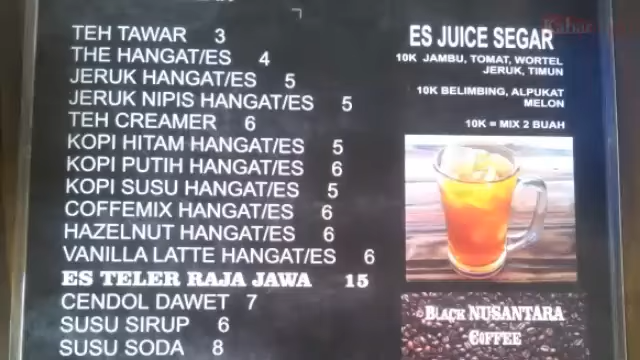 TEH TAWAR 3
THE HANGAT/ES 4
JERUK HANGAT/ES 5
JERUK NIPIS HANGAT/ES 5
TEH CREAMER 6
KOPI HITAM HANGAT/ES 5
KOPI PUTIH HANGAT/ES 6
KOPI SUSU HANGAT/ES 5
COFFEMIX HANGAT/ES 6
HAZELNUT HANGAT/ES 6
VANILLA LATTE HANGAT/ES 6
ES TELER RAJA JAWA 15
CENDOL DAWET 7
SUSU SIRUP 6
SUSU SODA 8
ES JUICE SEGAR
10K JAMBU, TOMAT, WORTEL
JERUK, TIMUN
10K BELIMBING, ALPUKAT
MELON
10K = MIX 2 BUAH
BLACK NUSANTARA
COFFEE